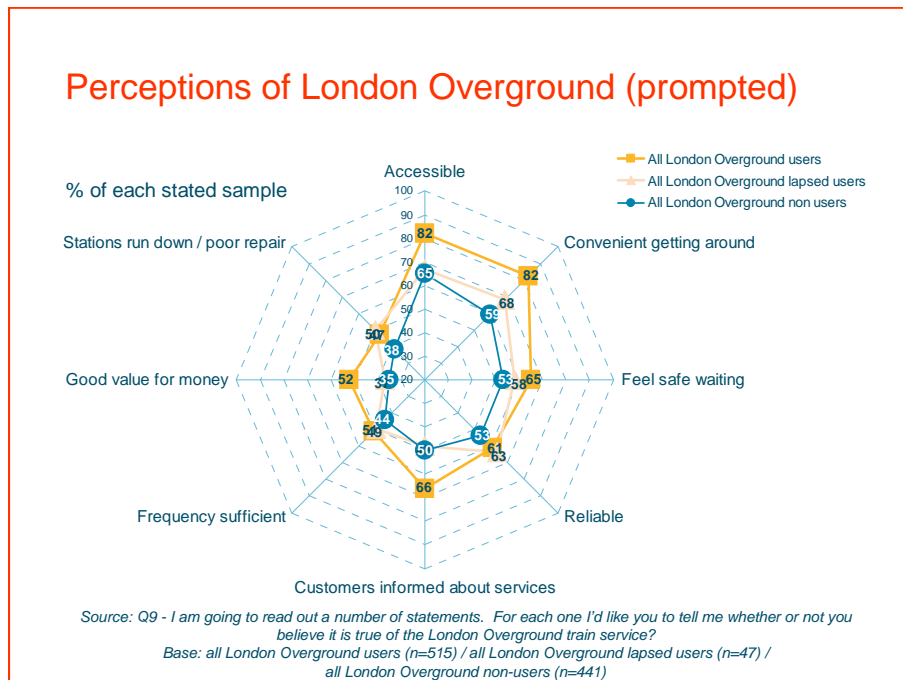 Perceptions of London Overground (prompted)
% of each stated sample
All London Overground users
All London Overground lapsed users
All London Overground non users
Accessible
100
90
80
70
60
50
40
30
20
Stations run down / poor repair
Convenient getting around
Good value for money
Feel safe waiting
Frequency sufficient
Reliable
Customers informed about services
82
82
65
68
59
50
47
38
52
35
53
58
65
44
49
53
61
63
50
66
Source: Q9 - I am going to read out a number of statements. For each one I'd like you to tell me whether or not you
believe it is true of the London Overground train service?
Base: all London Overground users (n=515) / all London Overground lapsed users (n=47) /
all London Overground non-users (n=441)